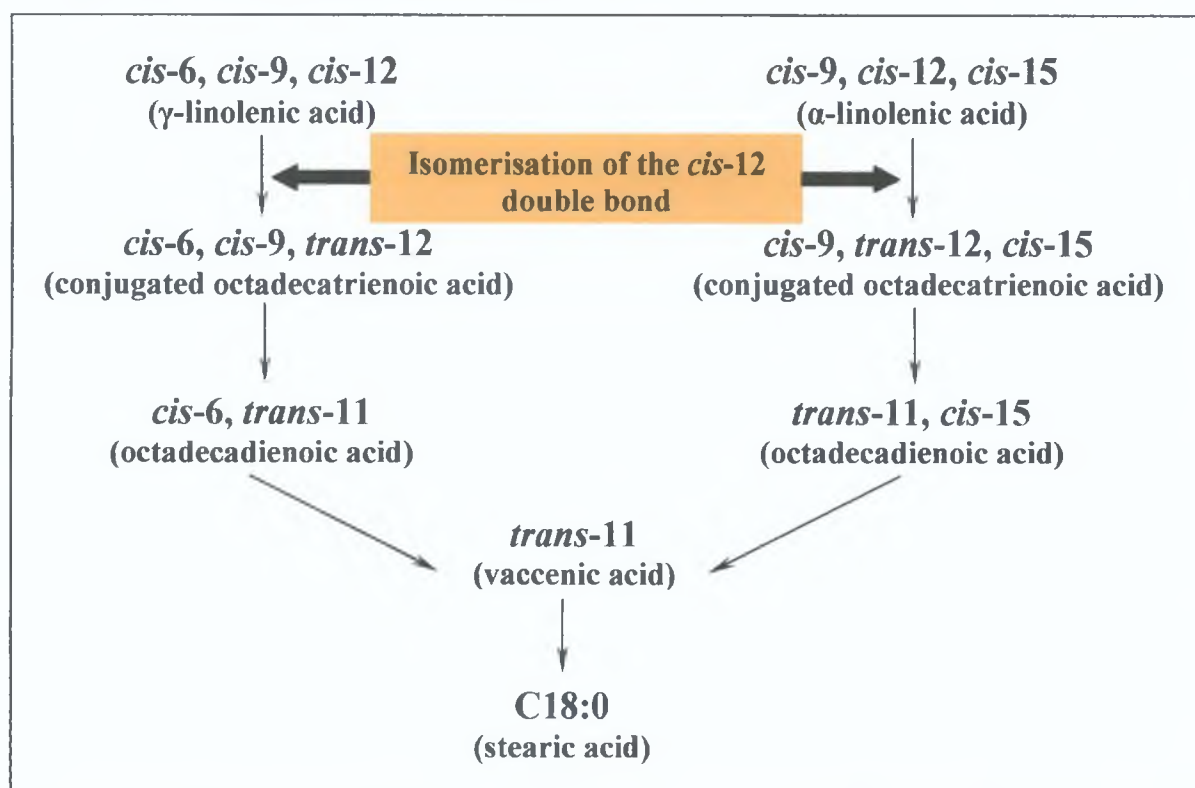 cis-6, cis-9, cis-12
(γ-linolenic acid)
cis-9, cis-12, cis-15
(α-linolenic acid)
Isomerisation of the cis-12
double bond
cis-6, cis-9, trans-12
(conjugated octadecatrienoic acid)
cis-9, trans-12, cis-15
(conjugated octadecatrienoic acid)
cis-6, trans-11
(octadecadienoic acid)
trans-11, cis-15
(octadecadienoic acid)
trans-11
(vaccenic acid)
C18:0
(stearic acid)